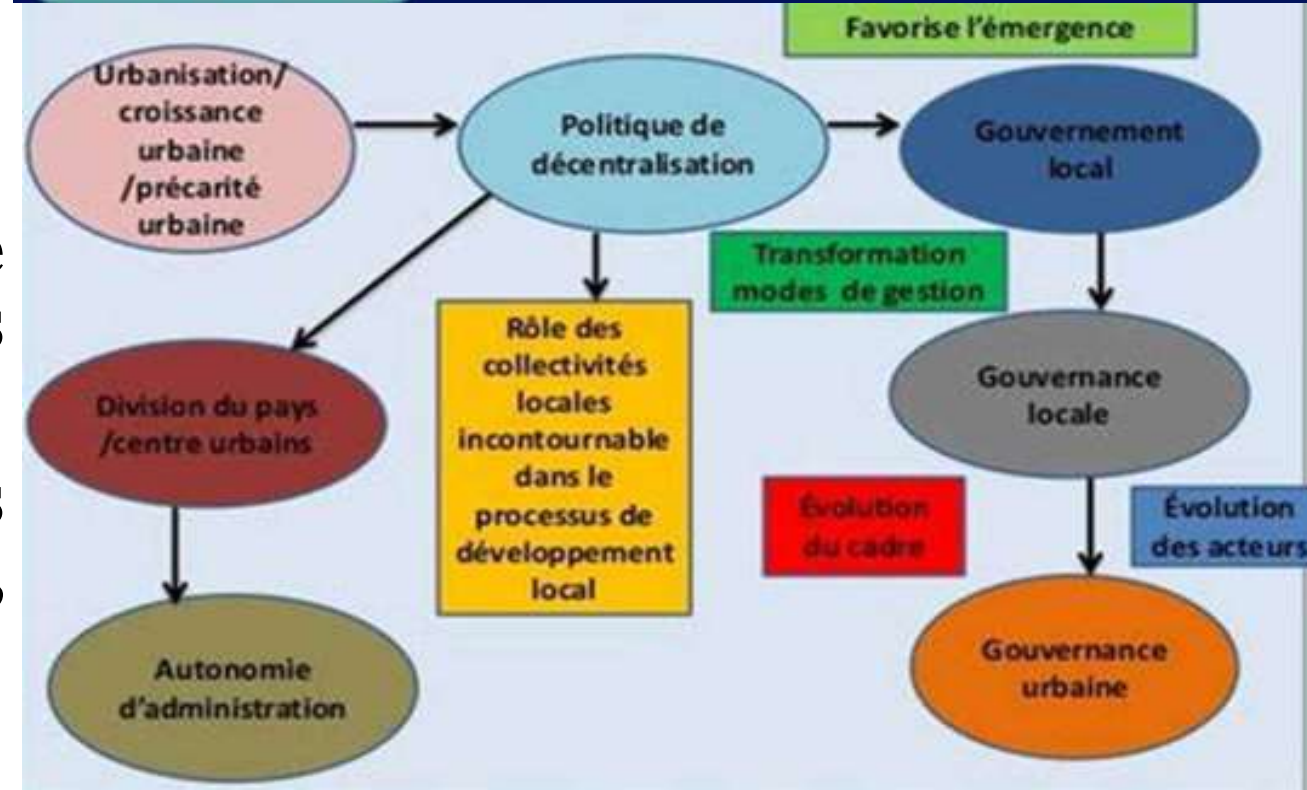 Favorise l'émergence
Urbanisation/
croissance
urbaine
/précarité
urbaine
Politique de
décentralisation
Gouvernement
local
Transformation
modes de gestion
Rôle des
collectivités
locales
incontournable
dans le
processus de
développement
local
Division du pays
/centre urbains
Gouvernance
locale
Évolution
du cadre
Évolution
des acteurs
Autonomie
d'administration
Gouvernance
urbaine